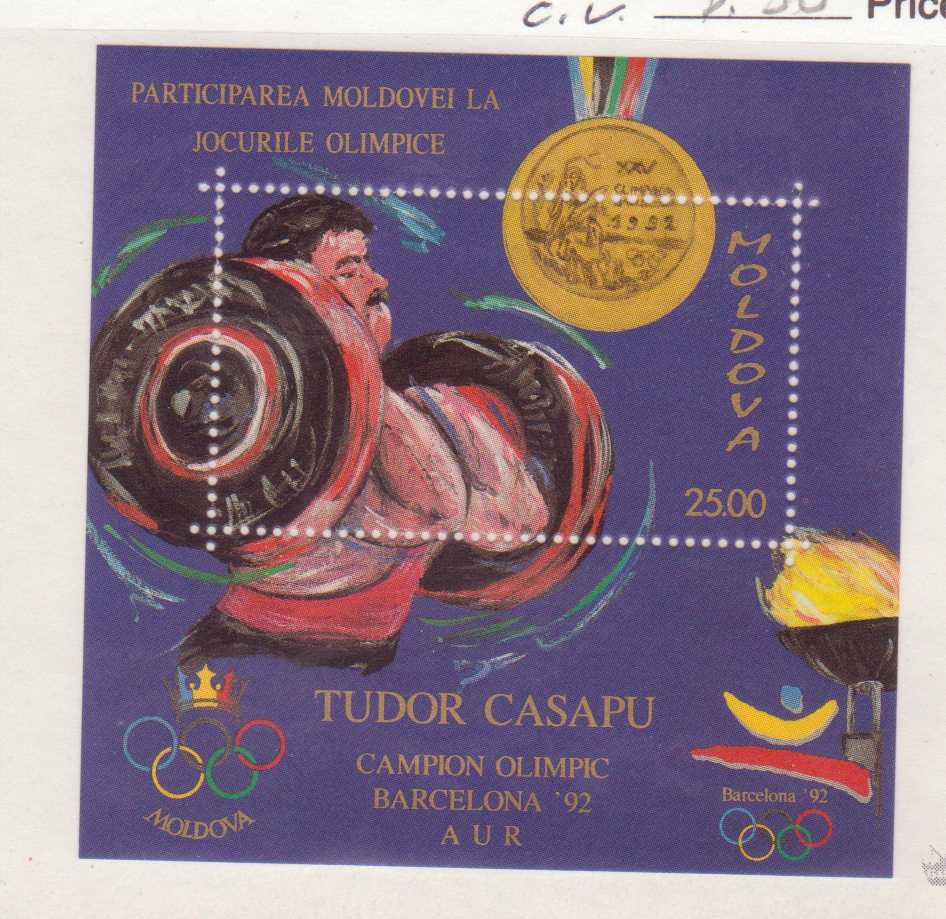 C.V.
Price
PARTICIPAREA MOLDOVEI LA
JOCURILE OLIMPICE
XXV
1992
MOLDOVA
25.00
TUDOR CASAPU
CAMPION OLIMPIC
BARCELONA '92
AUR
MOLDOVA
Barcelona '92